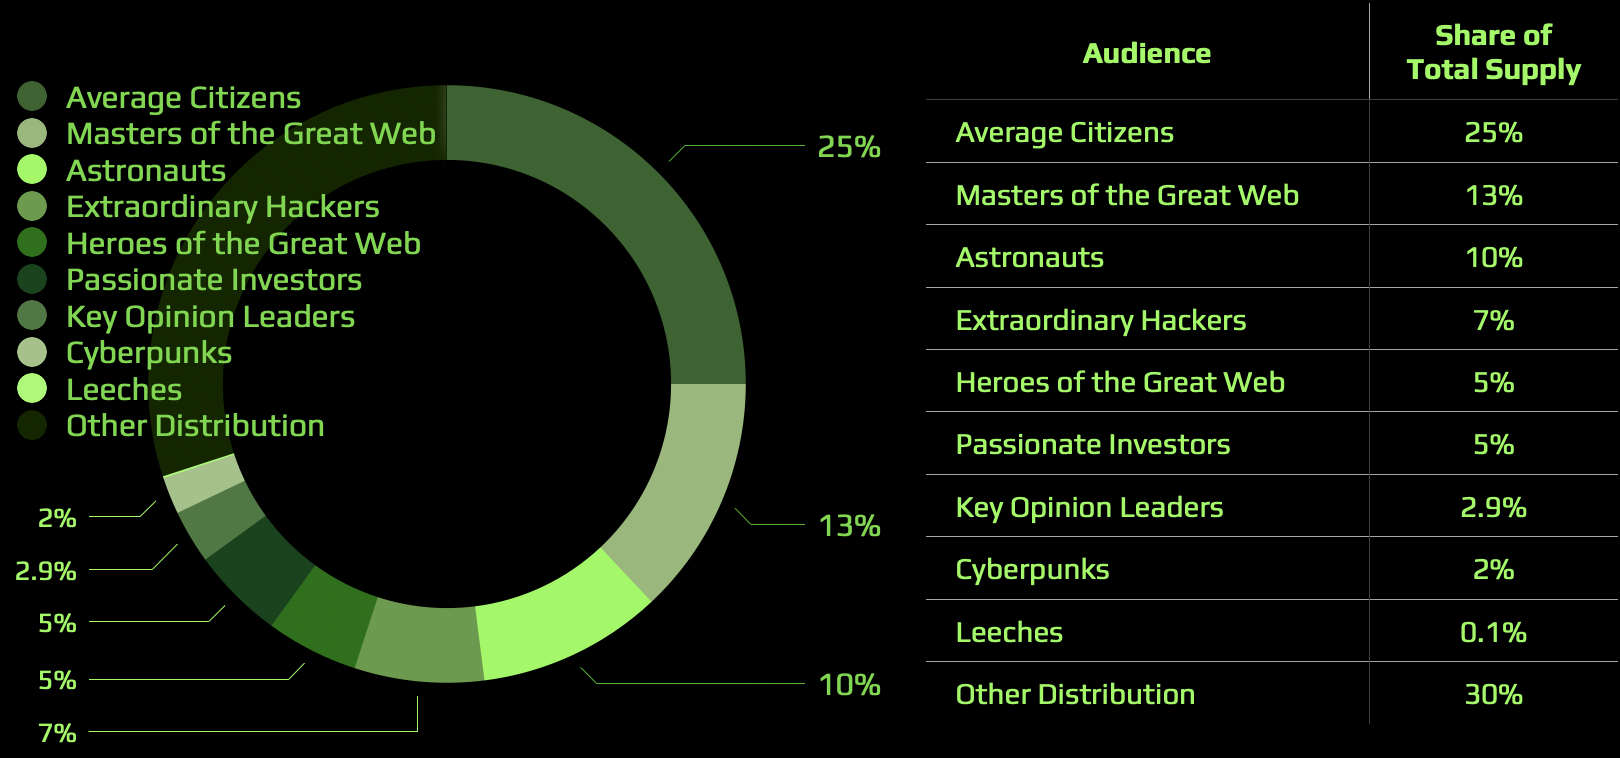 Average Citizens
Masters of the Great Web
Astronauts
Extraordinary Hackers
Heroes of the Great Web
Passionate Investors
Key Opinion Leaders
Cyberpunks
Leeches
Other Distribution
25%
13%
10%
2%
2.9%
5%
5%
7%
Audience Share of Total Supply
Average Citizens 25%
Masters of the Great Web 13%
Astronauts 10%
Extraordinary Hackers 7%
Heroes of the Great Web 5%
Passionate Investors 5%
Key Opinion Leaders 2.9%
Cyberpunks 2%
Leeches 0.1%
Other Distribution 30%